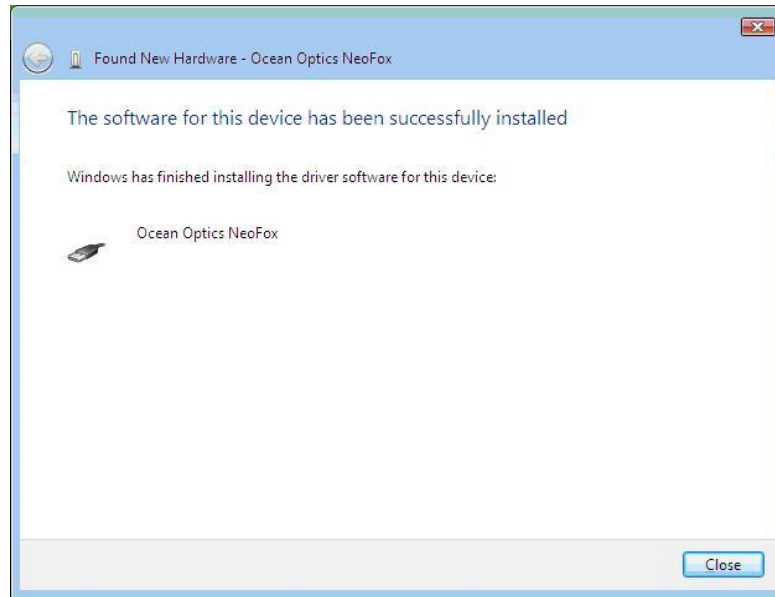 Found New Hardware - Ocean Optics NeoFox
The software for this device has been successfully installed
Windows has finished installing the driver software for this device:
Ocean Optics NeoFox
Close